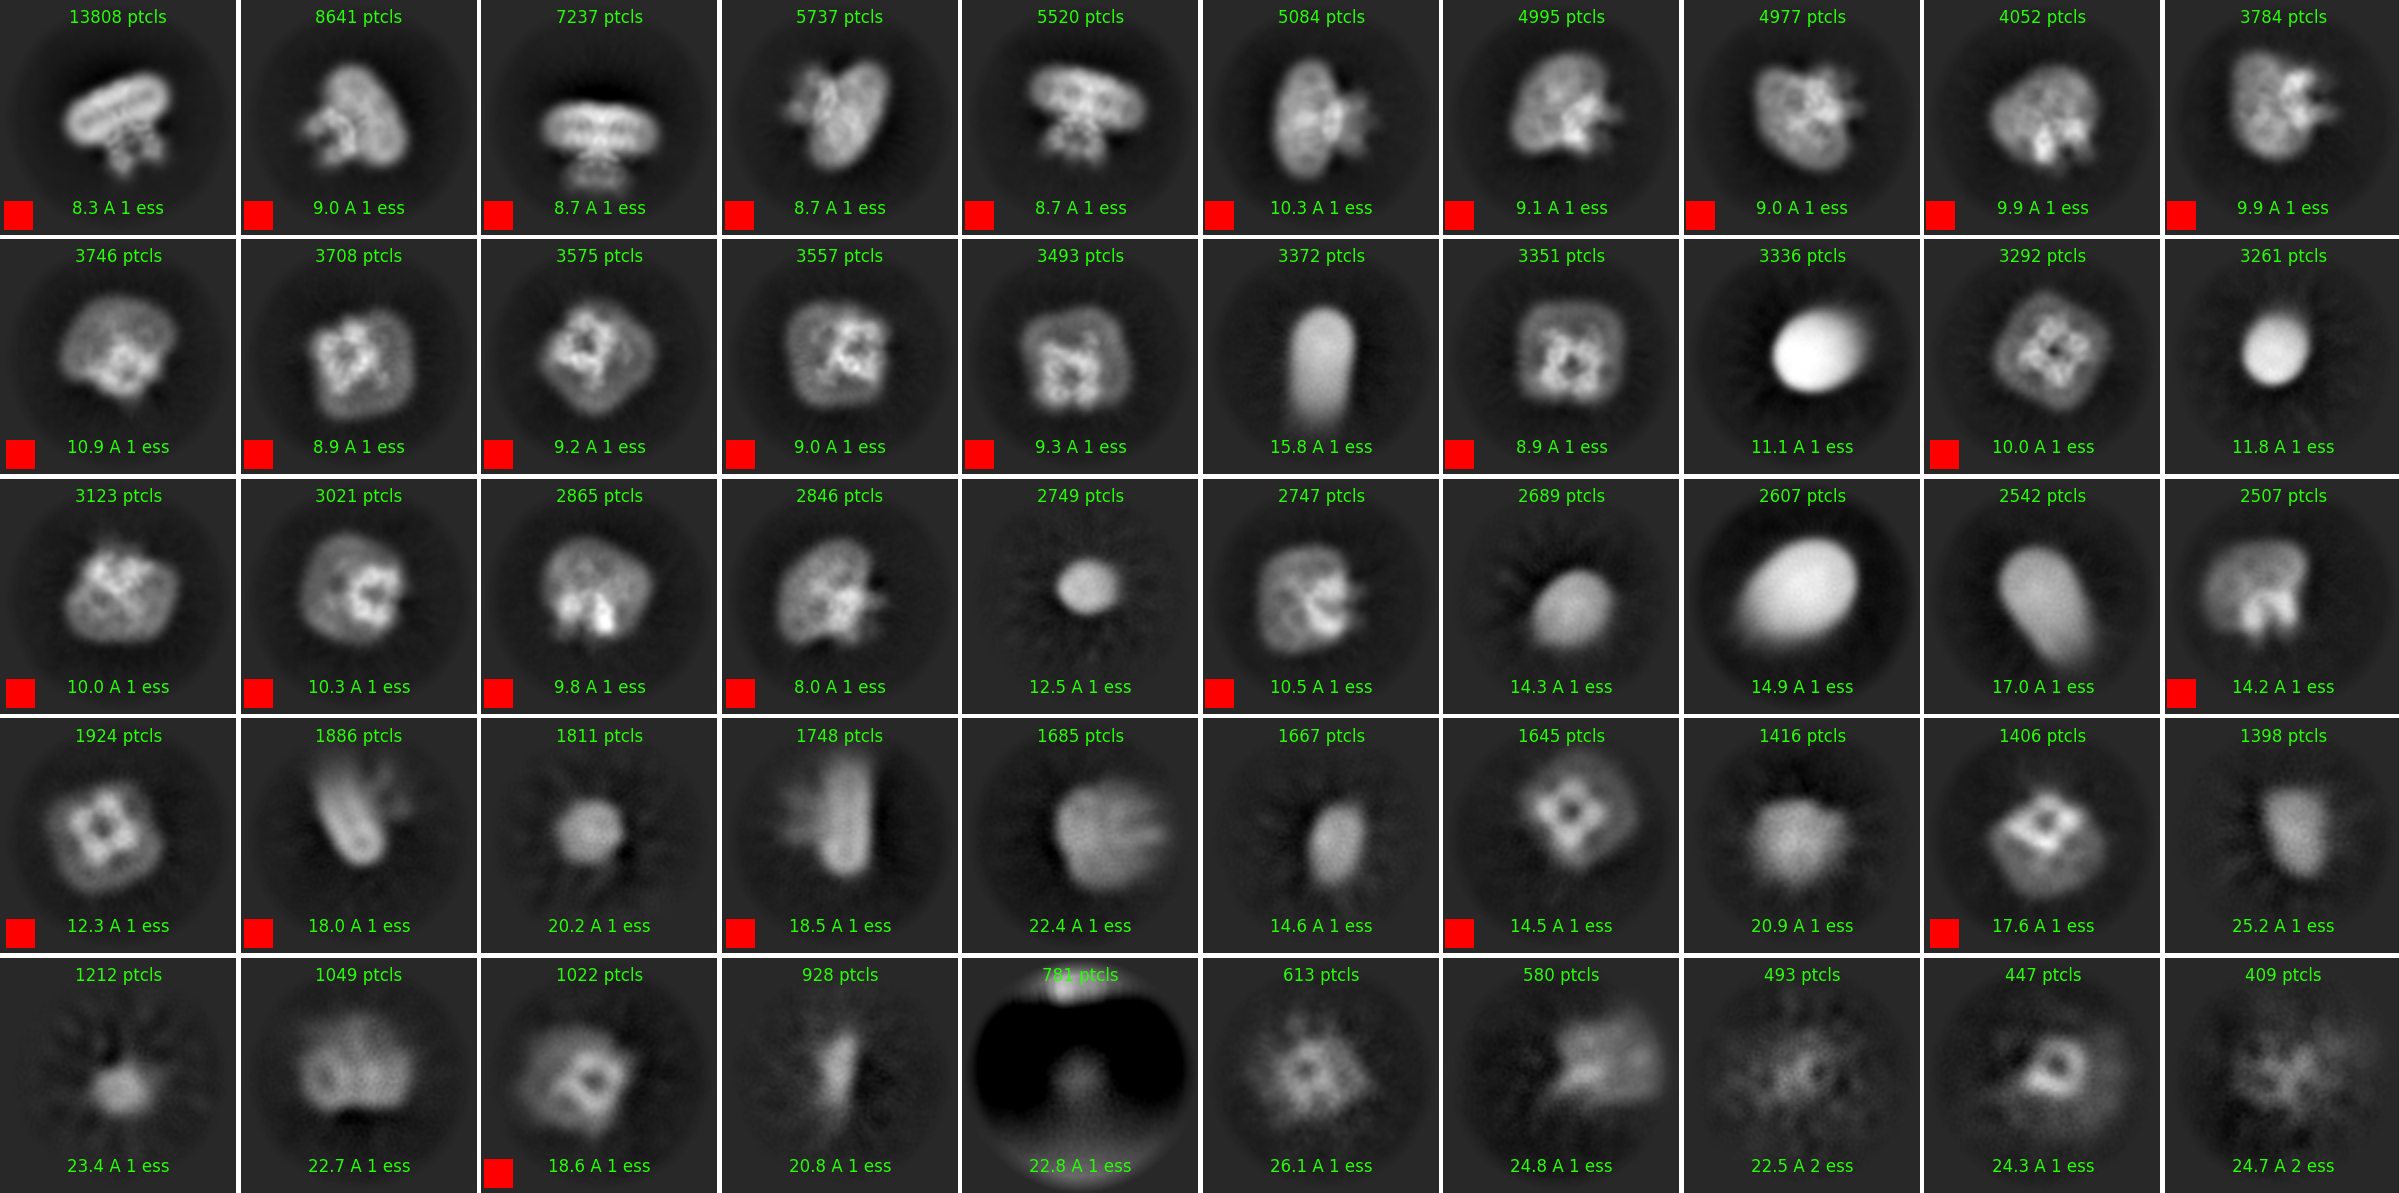 13808 ptcls 8641 ptcls 7237 ptcls 5737 ptcls 5520 ptcls 5084 ptcls 4995 ptcls 4977 ptcls 4052 ptcls 3784 ptcls
8.3 A 1 ess 9.0 A 1 ess 8.7 A 1 ess 8.7 A 1 ess 8.7 A 1 ess 10.3 A 1 ess 9.1 A 1 ess 9.0 A 1 ess 9.9 A 1 ess 9.9 A 1 ess
3746 ptcls 3708 ptcls 3575 ptcls 3557 ptcls 3493 ptcls 3372 ptcls 3351 ptcls 3336 ptcls 3292 ptcls 3261 ptcls
10.9 A 1 ess 8.9 A 1 ess 9.2 A 1 ess 9.0 A 1 ess 9.3 A 1 ess 15.8 A 1 ess 8.9 A 1 ess 11.1 A 1 ess 10.0 A 1 ess 11.8 A 1 ess
3123 ptcls 3021 ptcls 2865 ptcls 2846 ptcls 2749 ptcls 2747 ptcls 2689 ptcls 2607 ptcls 2542 ptcls 2507 ptcls
10.0 A 1 ess 10.3 A 1 ess 9.8 A 1 ess 8.0 A 1 ess 12.5 A 1 ess 10.5 A 1 ess 14.3 A 1 ess 14.9 A 1 ess 17.0 A 1 ess 14.2 A 1 ess
1924 ptcls 1886 ptcls 1811 ptcls 1748 ptcls 1685 ptcls 1667 ptcls 1645 ptcls 1416 ptcls 1406 ptcls 1398 ptcls
12.3 A 1 ess 18.0 A 1 ess 20.2 A 1 ess 18.5 A 1 ess 22.4 A 1 ess 14.6 A 1 ess 14.5 A 1 ess 20.9 A 1 ess 17.6 A 1 ess 25.2 A 1 ess
1212 ptcls 1049 ptcls 1022 ptcls 928 ptcls 781 ptcls 613 ptcls 580 ptcls 493 ptcls 447 ptcls 409 ptcls
23.4 A 1 ess 22.7 A 1 ess 18.6 A 1 ess 20.8 A 1 ess 22.8 A 1 ess 26.1 A 1 ess 24.8 A 1 ess 22.5 A 2 ess 24.3 A 1 ess 24.7 A 2 ess